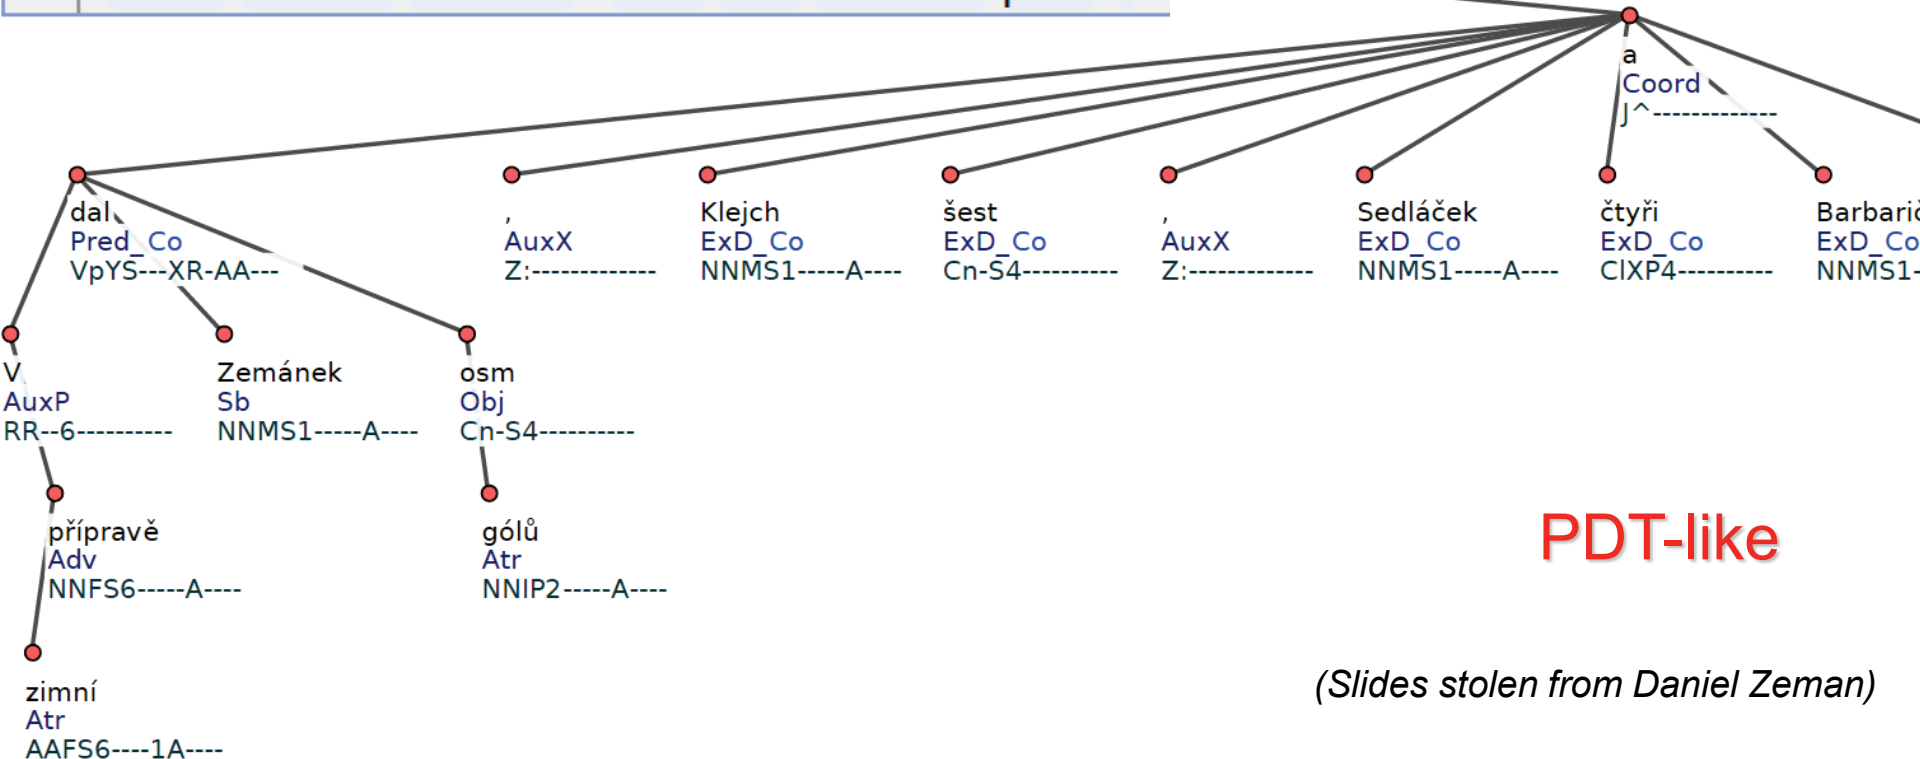 a
Coord
J^-------------
dal
Pred_Co
VpYS---XR-AA---
,
AuxX
Z:-------------
Klejch
ExD_Co
NNMS1-----A----
šest
ExD_Co
Cn-S4----------
,
AuxX
Z:-------------
Sedláček
ExD_Co
NNMS1-----A----
čtyři
ExD_Co
ClXP4----------
Barbarič
ExD_Co
NNMS1-
V
AuxP
RR--6----------
Zemánek
Sb
NNMS1-----A----
osm
Obj
Cn-S4----------
přípravě
Adv
NNFS6-----A----
gólů
Atr
NNIP2-----A----
PDT-like
zimní
Atr
AAFS6----1A----
(Slides stolen from Daniel Zeman)